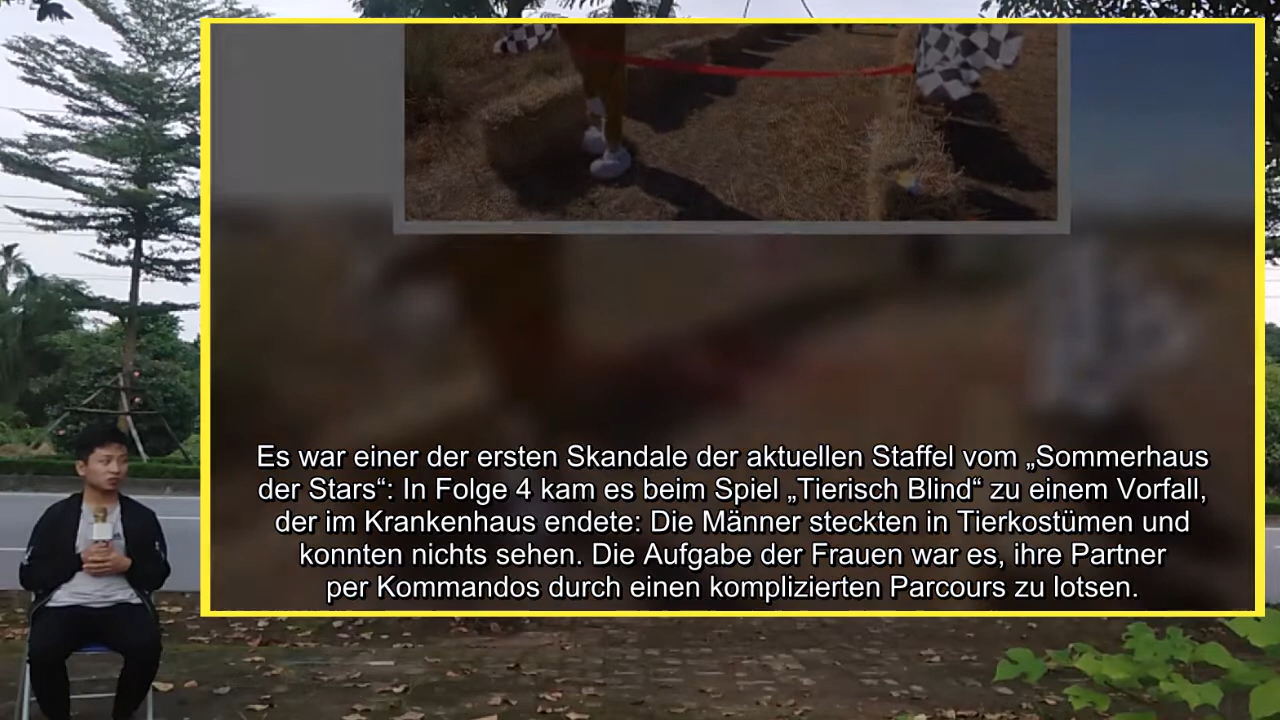 Es war einer der ersten Skandale der aktuellen Staffel vom „Sommerhaus
der Stars“: In Folge 4 kam es beim Spiel „Tierisch Blind“ zu einem Vorfall,
der im Krankenhaus endete: Die Männer steckten in Tierkostümen und
konnten nichts sehen. Die Aufgabe der Frauen war es, ihre Partner
per Kommandos durch einen komplizierten Parcours zu lotsen.